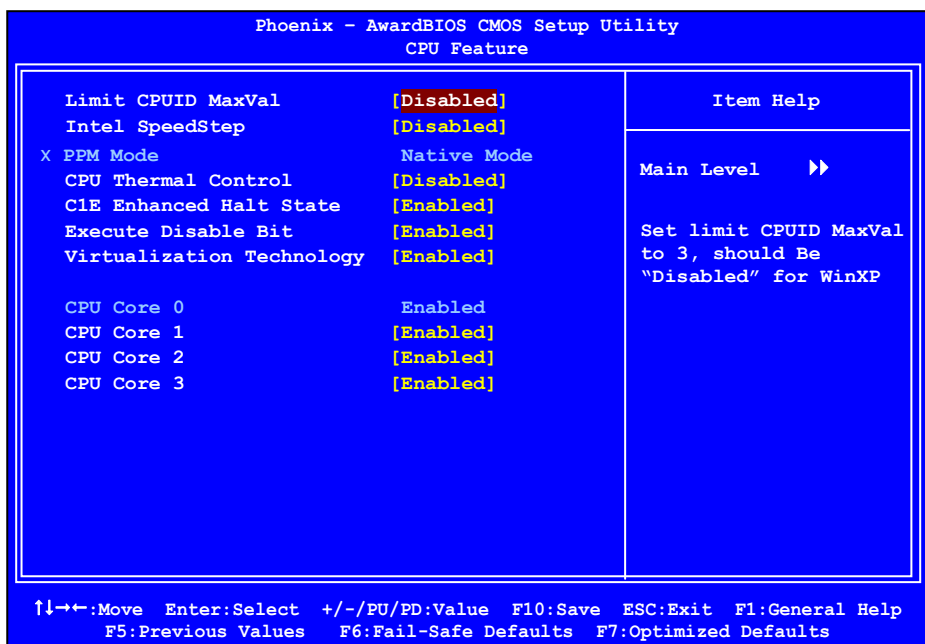 Phoenix – AwardBIOS CMOS Setup Utility
CPU Feature
Limit CPUID MaxVal [Disabled]
Intel SpeedStep [Disabled]
X PPM Mode Native Mode
CPU Thermal Control [Disabled]
C1E Enhanced Halt State [Enabled]
Execute Disable Bit [Enabled]
Virtualization Technology [Enabled]
CPU Core 0 Enabled
CPU Core 1 [Enabled]
CPU Core 2 [Enabled]
CPU Core 3 [Enabled]
Item Help
Main Level
Set limit CPUID MaxVal
to 3, should Be
“Disabled” for WinXP
↑↓→←:Move Enter:Select +/-/PU/PD:Value F10:Save ESC:Exit F1:General Help
F5:Previous Values F6:Fail-Safe Defaults F7:Optimized Defaults